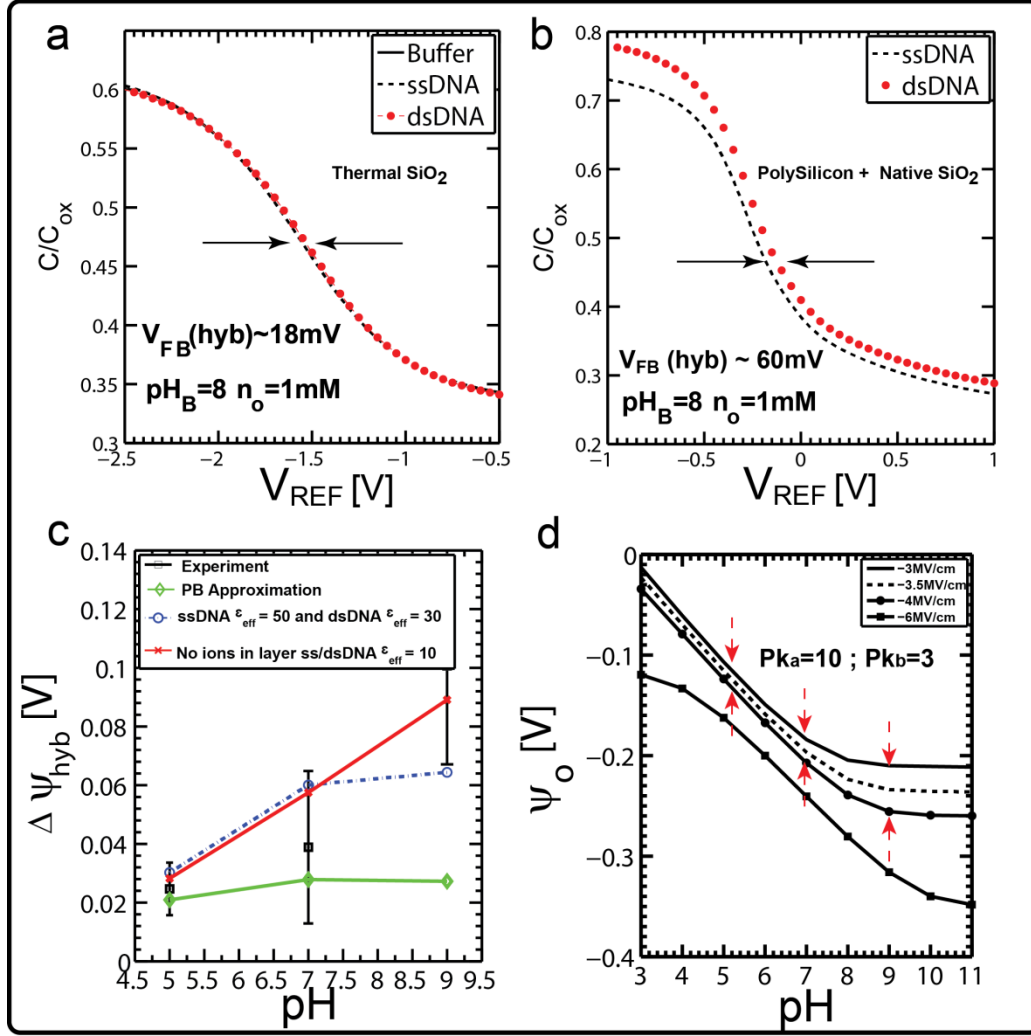 a
Buffer
ssDNA
dsDNA
Thermal SiO2
V FB (hyb)~18mV
pHB=8 no=1mM
C/Cox
0.6
0.55
0.5
0.45
0.4
0.35
0.3
−2.5 −2 −1.5 −1 −0.5
VREF [V]
b
ssDNA
dsDNA
PolySilicon + Native SiO2
VFB (hyb) ~ 60mV
pHB=8 no=1mM
C/Cox
0.8
0.7
0.6
0.5
0.4
0.3
0.2
−1 −0.5 0 0.5 1
VREF [V]
c
Experiment
PB Approximation
ssDNA εeff = 50 and dsDNA εeff = 30
No ions in layer ss/dsDNA εeff = 10
Δ ψhyb [V]
0.14
0.12
0.1
0.08
0.06
0.04
0.02
0
4.5 5 5.5 6 6.5 7 7.5 8 8.5 9 9.5
pH
d
−3MV/cm
−3.5MV/cm
−4MV/cm
−6MV/cm
Pka=10 ; Pkb=3
ψo [V]
0
−0.1
−0.2
−0.3
−0.4
3 4 5 6 7 8 9 10 11
pH